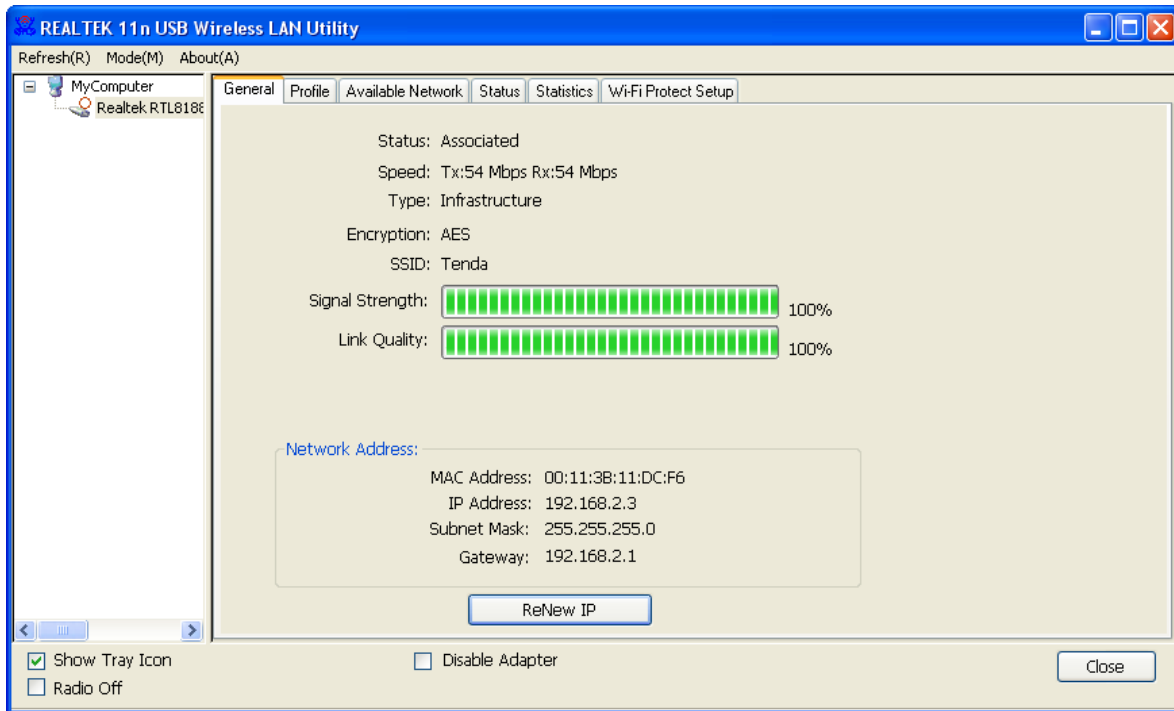 REALTEK 11n USB Wireless LAN Utility
Refresh(R) Mode(M) About(A)
MyComputer
Realtek RTL8188
General Profile Available Network Status Statistics Wi-Fi Protect Setup
Status: Associated
Speed: Tx:54 Mbps Rx:54 Mbps
Type: Infrastructure
Encryption: AES
SSID: Tenda
Signal Strength: 100%
Link Quality: 100%
Network Address:
MAC Address: 00:11:3B:11:DC:F6
IP Address: 192.168.2.3
Subnet Mask: 255.255.255.0
Gateway: 192.168.2.1
ReNew IP
Show Tray Icon
Disable Adapter
Radio Off
Close